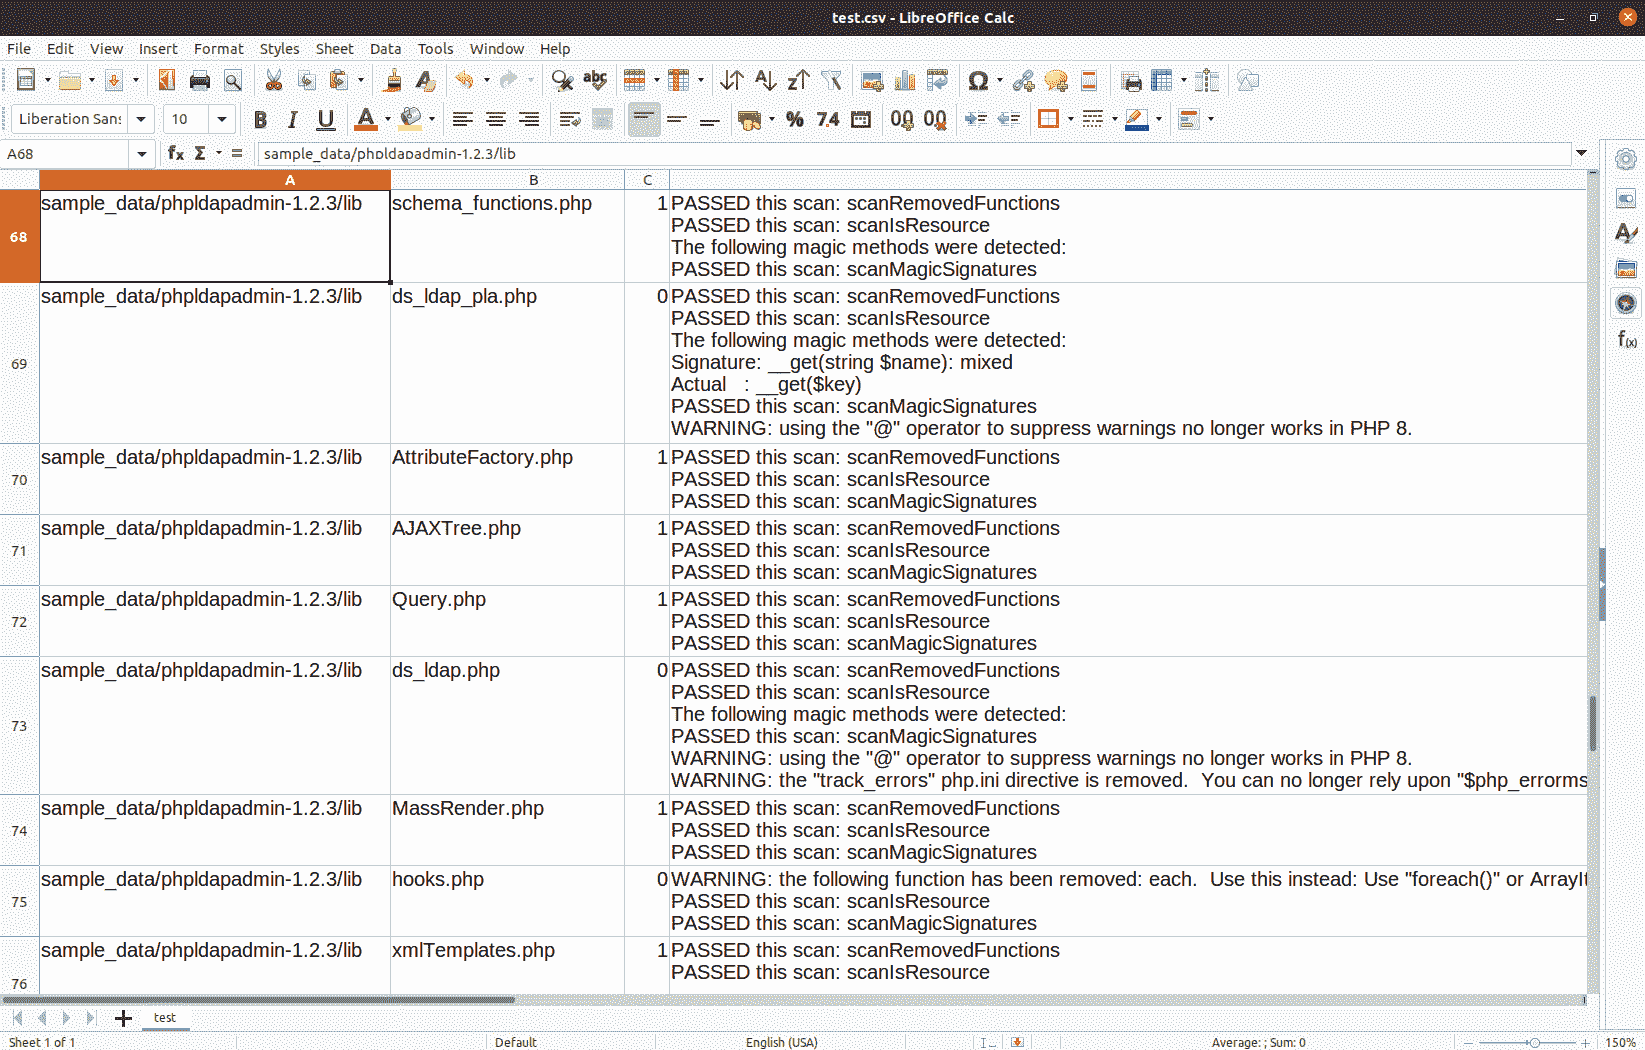 test.csv - LibreOffice Calc
File Edit View Insert Format Styles Sheet Data Tools Window Help
Liberation Sans 10
A68 sample_data/phpldapadmin-1.2.3/lib
A B C
68 sample_data/phpldapadmin-1.2.3/lib schema_functions.php 1 PASSED this scan: scanRemovedFunctions
PASSED this scan: scanIsResource
The following magic methods were detected:
PASSED this scan: scanMagicSignatures
69 sample_data/phpldapadmin-1.2.3/lib ds_ldap_pla.php 0 PASSED this scan: scanRemovedFunctions
PASSED this scan: scanIsResource
The following magic methods were detected:
Signature: __get(string $name): mixed
Actual : __get($key)
PASSED this scan: scanMagicSignatures
WARNING: using the "@" operator to suppress warnings no longer works in PHP 8.
70 sample_data/phpldapadmin-1.2.3/lib AttributeFactory.php 1 PASSED this scan: scanRemovedFunctions
PASSED this scan: scanIsResource
PASSED this scan: scanMagicSignatures
71 sample_data/phpldapadmin-1.2.3/lib AJAXTree.php 1 PASSED this scan: scanRemovedFunctions
PASSED this scan: scanIsResource
PASSED this scan: scanMagicSignatures
72 sample_data/phpldapadmin-1.2.3/lib Query.php 1 PASSED this scan: scanRemovedFunctions
PASSED this scan: scanIsResource
PASSED this scan: scanMagicSignatures
73 sample_data/phpldapadmin-1.2.3/lib ds_ldap.php 0 PASSED this scan: scanRemovedFunctions
PASSED this scan: scanIsResource
The following magic methods were detected:
PASSED this scan: scanMagicSignatures
WARNING: using the "@" operator to suppress warnings no longer works in PHP 8.
WARNING: the "track_errors" php.ini directive is removed.  You can no longer rely upon "$php_errorms
74 sample_data/phpldapadmin-1.2.3/lib MassRender.php 1 PASSED this scan: scanRemovedFunctions
PASSED this scan: scanIsResource
PASSED this scan: scanMagicSignatures
75 sample_data/phpldapadmin-1.2.3/lib hooks.php 0 WARNING: the following function has been removed: each.  Use this instead: Use "foreach()" or ArrayIt
PASSED this scan: scanIsResource
PASSED this scan: scanMagicSignatures
76 sample_data/phpldapadmin-1.2.3/lib xmlTemplates.php 1 PASSED this scan: scanRemovedFunctions
PASSED this scan: scanIsResource
test
Sheet 1 of 1 Default English (USA) Average: ; Sum: 0 150%